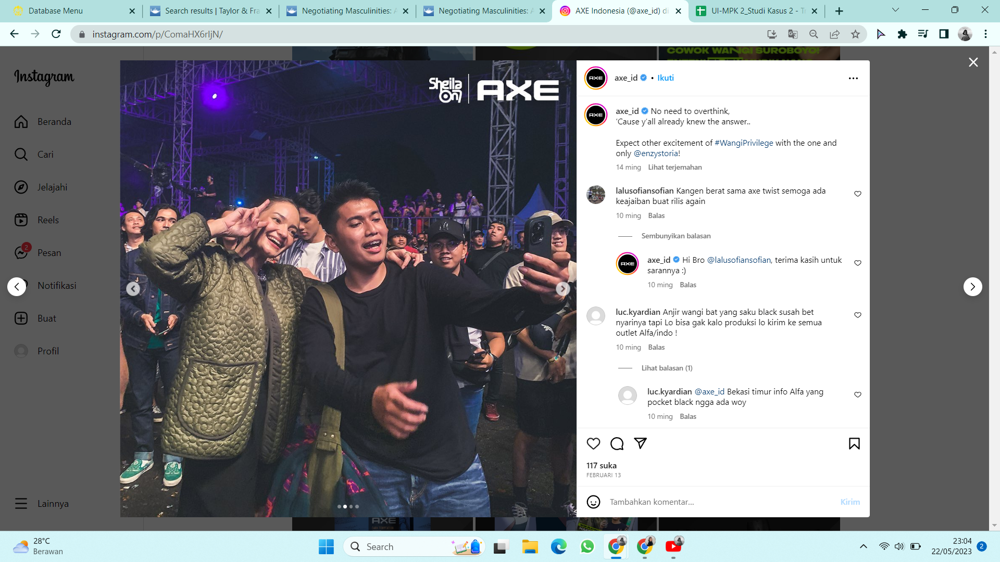 Database Menu
Search results | Taylor & Fra
Negotiating Masculinities: A
Negotiating Masculinities: A
AXE Indonesia (@axe_id) di
UI-MPK 2_Studi Kasus 2 - Tr
instagram.com/p/ComaHX6rIjN/
COWOK WANGI SUROBOYO!
Instagram
Beranda
Cari
Jelajahi
Reels
2
Pesan
Notifikasi
Buat
Profil
Lainnya
Sheila On 7
AXE
AXE
axe_id • Ikuti
AXE
axe_id No need to overthink,
‘Cause y’all already knew the answer..
Expect other excitement of #WangiPrivilege with the one and
only @enzystoria!
14 ming Lihat terjemahan
lalusofiansofian Kangen berat sama axe twist semoga ada
keajaiban buat rilis again
10 ming Balas
Sembunyikan balasan
AXE
axe_id Hi Bro @lalusofiansofian, terima kasih untuk
sarannya :)
10 ming Balas
luc.kyardian Anjir wangi bat yang saku black susah bet
nyarinya tapi Lo bisa gak kalo produksi lo kirim ke semua
outlet Alfa/indo !
10 ming Balas
Lihat balasan (1)
luc.kyardian @axe_id Bekasi timur info Alfa yang
pocket black ngga ada woy
10 ming Balas
117 suka
FEBRUARI 13
Tambahkan komentar...
Kirim
AXE
28°C
Berawan
Search
23:04
22/05/2023
2